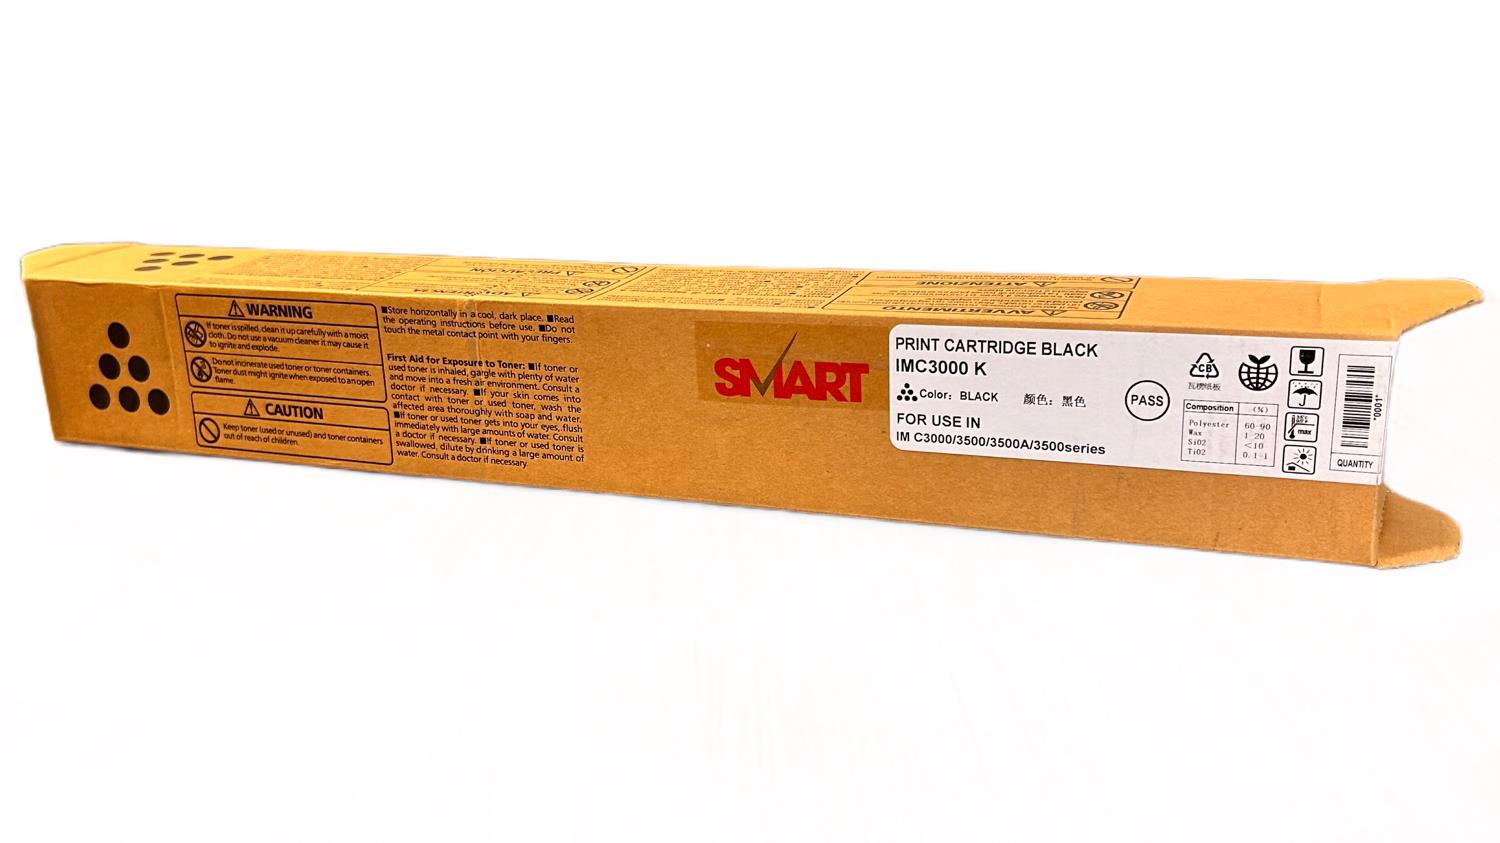 WARNING
If toner is spilled, clean it up carefully with a moist
cloth. Do not use a vacuum cleaner it may cause it
to ignite and explode.
Do not incinerate used toner or toner containers.
Toner dust might ignite when exposed to an open
flame.
CAUTION
Keep toner (used or unused) and toner containers
out of reach of children.
■Store horizontally in a cool, dark place. ■Read
the operating instructions before use. ■Do not
touch the metal contact point with your fingers.
First Aid for Exposure to Toner: ■If toner or
used toner is inhaled, gargle with plenty of water
and move into a fresh air environment. Consult a
doctor if necessary. ■If your skin comes into
contact with toner or used toner, wash the
affected area thoroughly with soap and water.
■If toner or used toner gets into your eyes, flush
immediately with large amounts of water. Consult
a doctor if necessary. ■If toner or used toner is
swallowed, dilute by drinking a large amount of
water. Consult a doctor if necessary.
PRECAUCIÓN
ATTENZIONE
AVVERTIMENTO
SMART
PRINT CARTRIDGE BLACK
IMC3000 K
Color: BLACK 颜色: 黑色
FOR USE IN
IM C3000/3500/3500A/3500series
PASS
CB
瓦楞纸板
Composition (%)
Polyester 60-90
Wax 1_20
SiO2 <10
TiO2 0.1-1
max
*0001*
QUANTITY